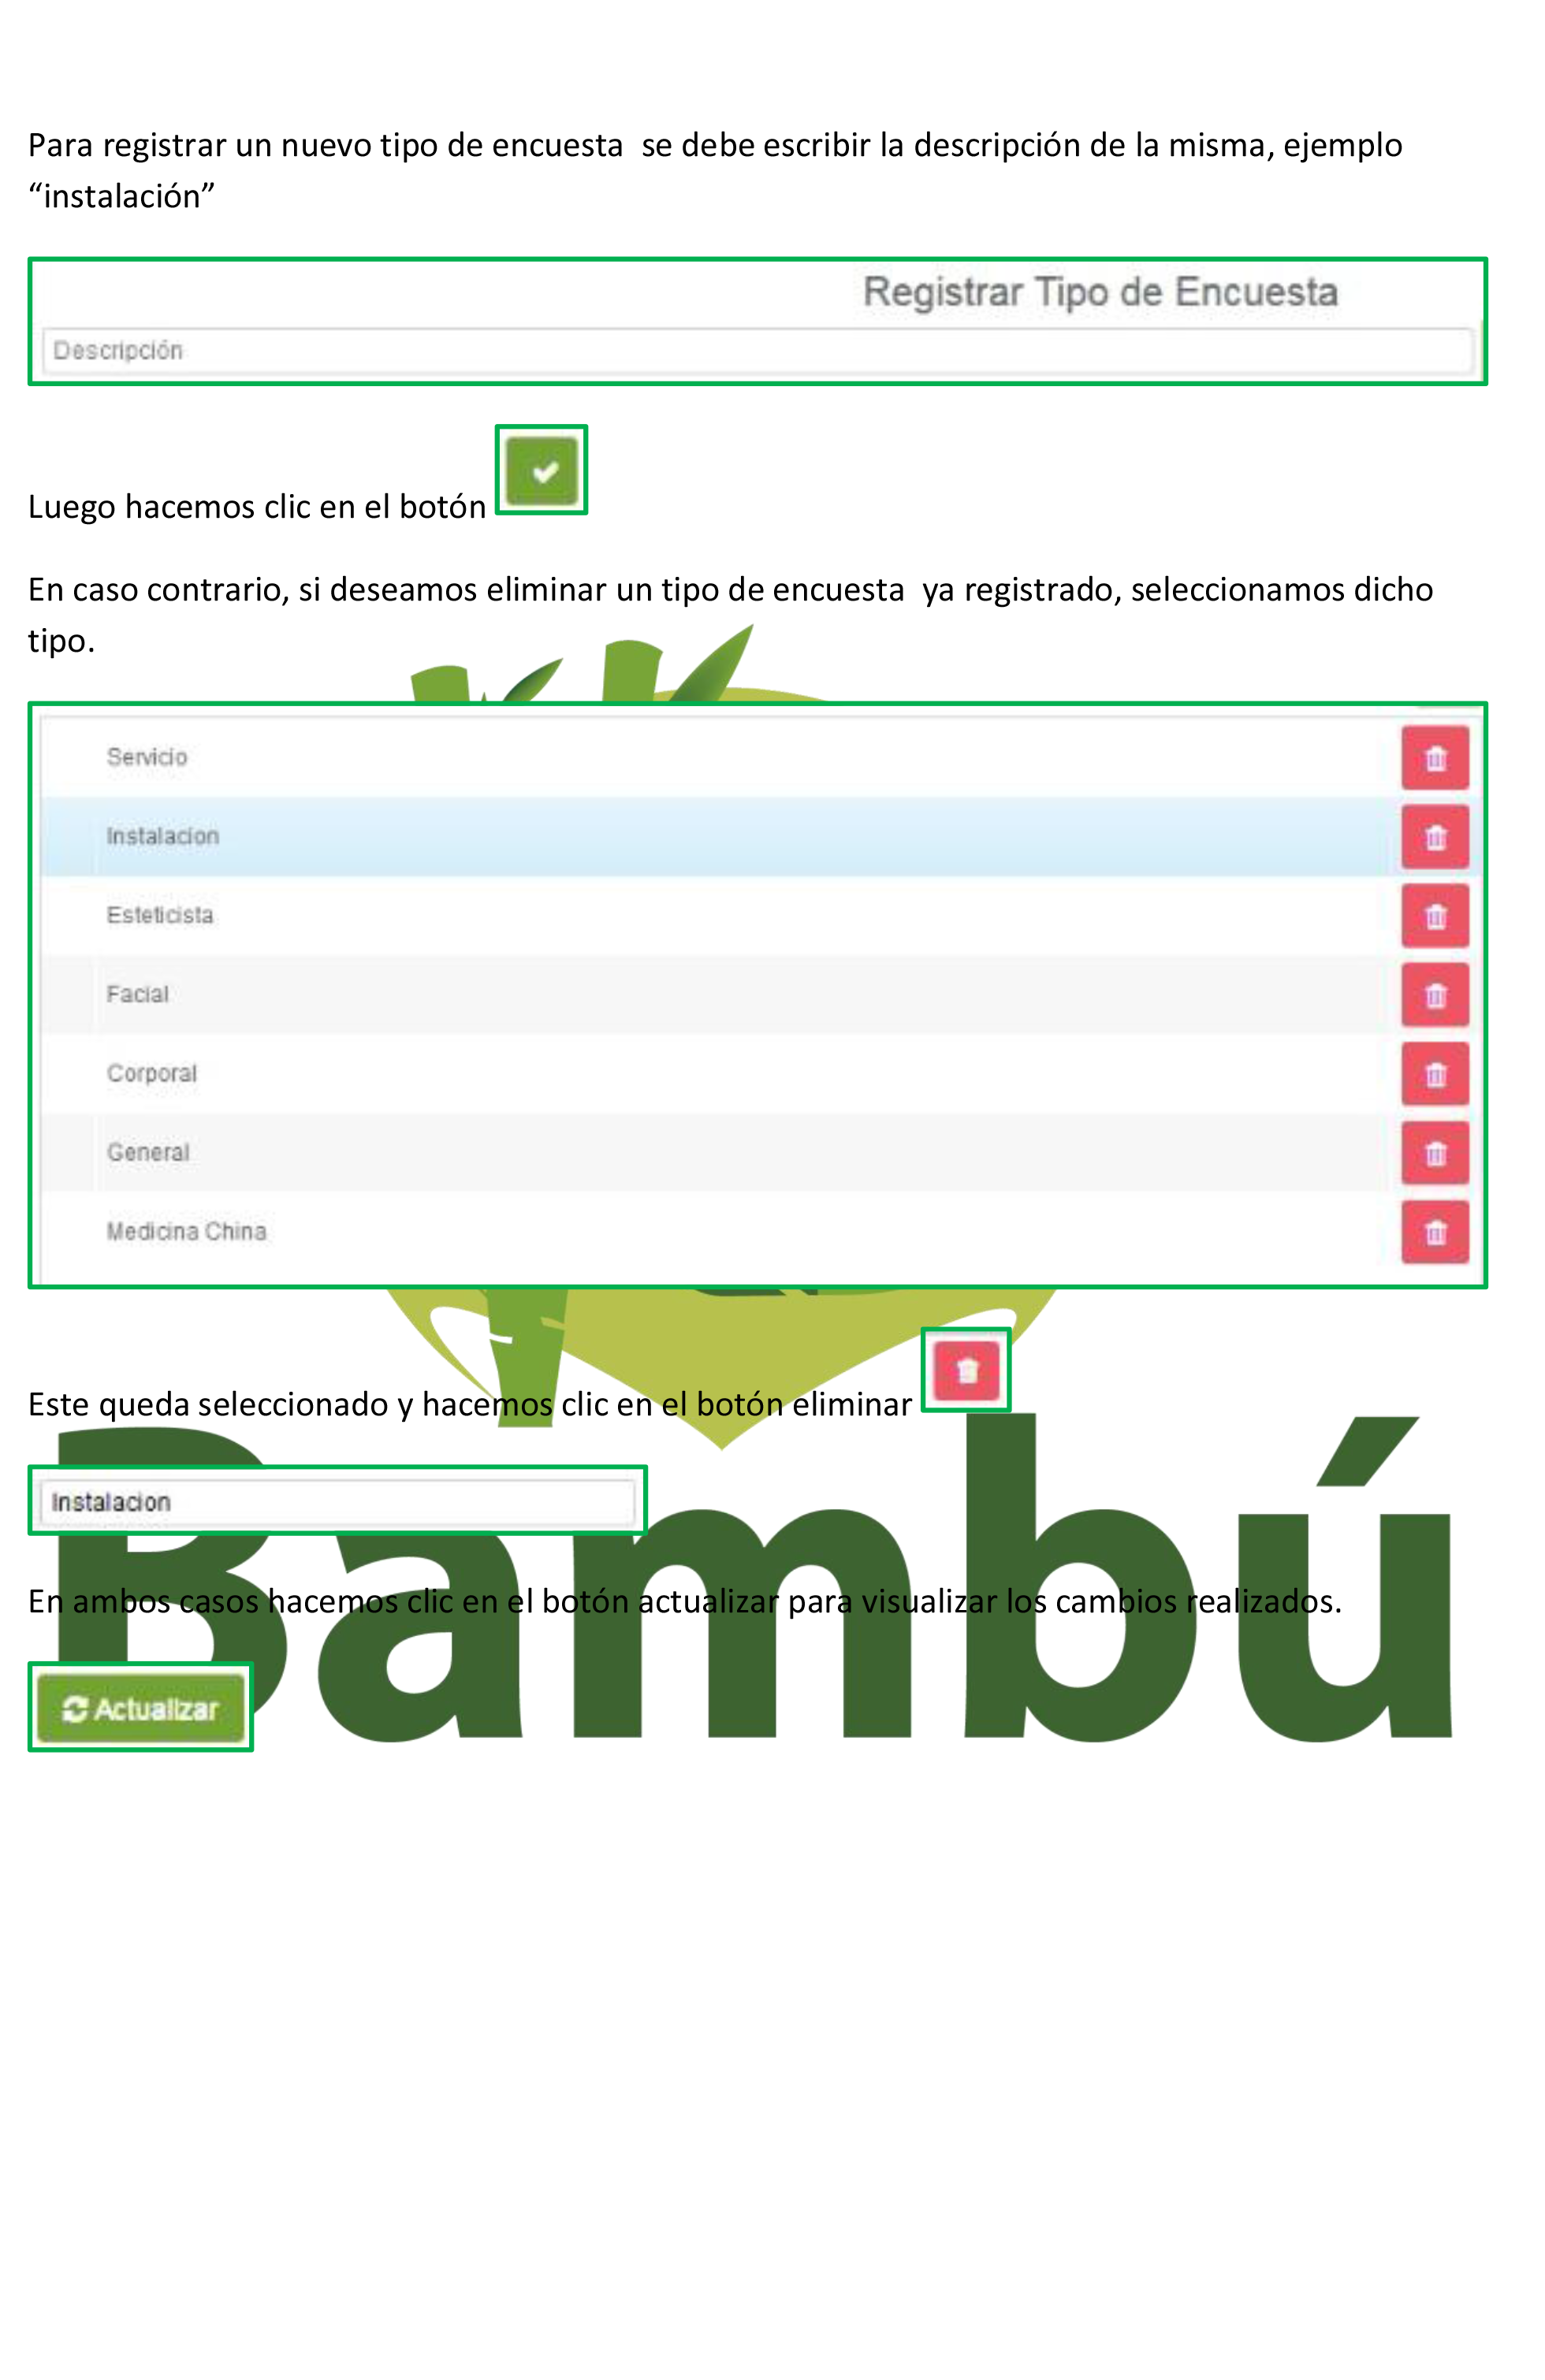 Para registrar un nuevo tipo de encuesta  se debe escribir la descripción de la misma, ejemplo
“instalación”
Registrar Tipo de Encuesta
Descripción
Luego hacemos clic en el botón
En caso contrario, si deseamos eliminar un tipo de encuesta  ya registrado, seleccionamos dicho
tipo.
Servicio
Instalacion
Esteticista
Facial
Corporal
General
Medicina China
Este queda seleccionado y hacemos clic en el botón eliminar
Instalacion
En ambos casos hacemos clic en el botón actualizar para visualizar los cambios realizados.
Bambú
Actualizar